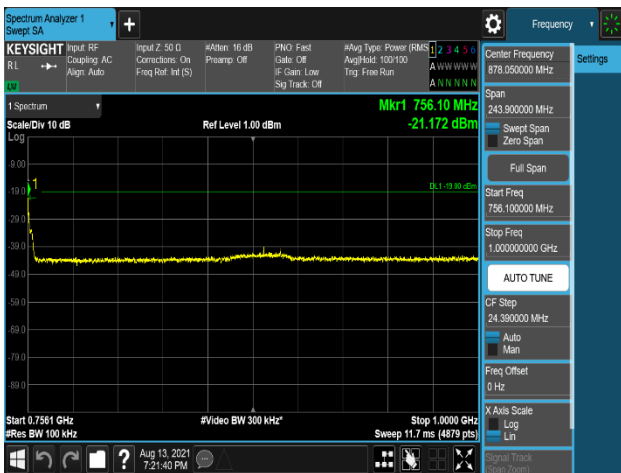 Spectrum Analyzer 1
Swept SA
+
Frequency
KEYSIGHT
RL
Input: RF
Coupling: AC
Align: Auto
Input Z: 50 Ω
Corrections: On
Freq Ref: Int (S)
#Atten: 16 dB
Preamp: Off
PNO: Fast
Gate: Off
IF Gain: Low
Sig Track: Off
#Avg Type: Power (RMS
Avg|Hold: 100/100
Trig: Free Run
1 2 3 4 5 6
A W W W W W
A N N N N N
LW
1 Spectrum
Scale/Div 10 dB
Log
Ref Level 1.00 dBm
Mkr1 756.10 MHz
-21.172 dBm
-9.00
-19.0
-29.0
-39.0
-49.0
-59.0
-69.0
-79.0
-89.0
1
DL1 -19.00 dBm
Start 0.7561 GHz
#Res BW 100 kHz
#Video BW 300 kHz*
Stop 1.0000 GHz
Sweep 11.7 ms (4879 pts)
?
Aug 13, 2021
7:21:40 PM
Center Frequency
878.050000 MHz
Settings
Span
243.900000 MHz
Swept Span
Zero Span
Full Span
Start Freq
756.100000 MHz
Stop Freq
1.000000000 GHz
AUTO TUNE
CF Step
24.390000 MHz
Auto
Man
Freq Offset
0 Hz
X Axis Scale
Log
Lin
Signal Track
(Span Zoom)